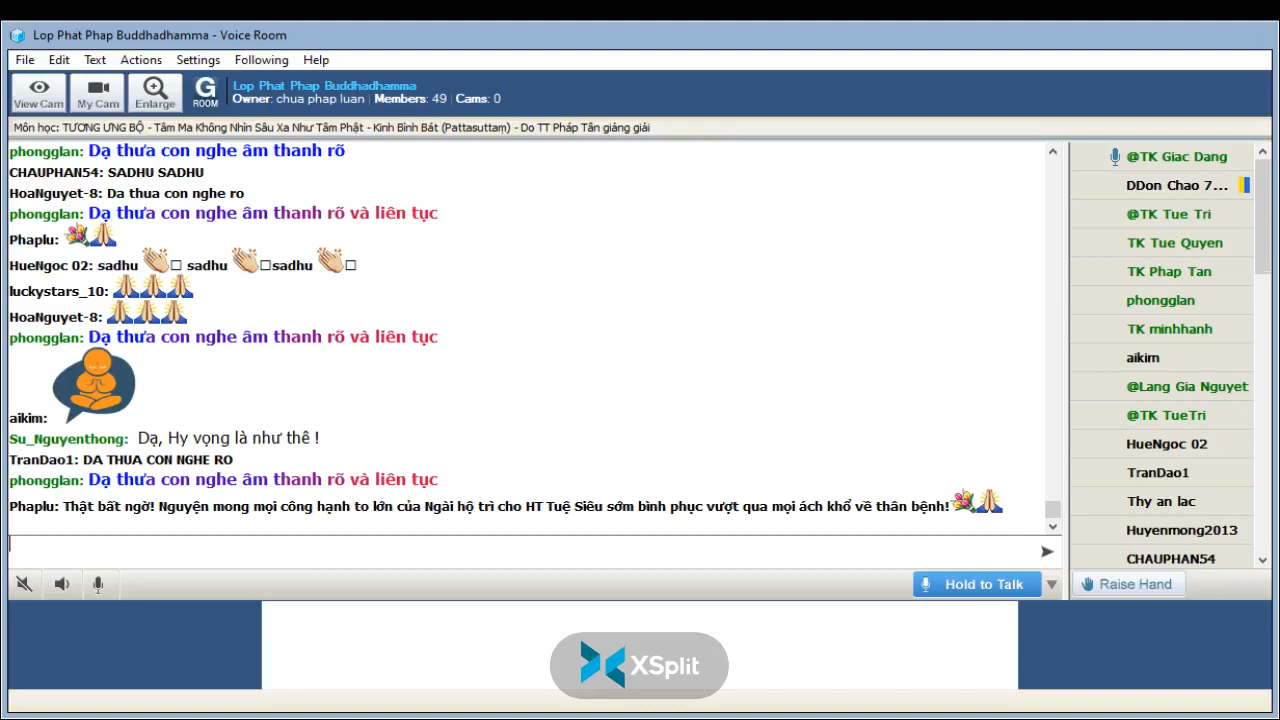 Lop Phat Phap Buddhadhamma - Voice Room
File Edit Text Actions Settings Following Help
View Cam My Cam Enlarge G ROOM
Lop Phat Phap Buddhadhamma
Owner: chua phap luan | Members: 49 | Cams: 0
Môn học: TƯƠNG ƯNG BỘ - Tâm Ma Không Nhìn Sâu Xa Như Tâm Phật - Kinh Bình Bát (Pattasuttaṃ) - Do TT Pháp Tân giảng giải
phongglan: Dạ thưa con nghe âm thanh rõ
CHAUPHAN54: SADHU SADHU
HoaNguyet-8: Da thua con nghe ro
phongglan: Dạ thưa con nghe âm thanh rõ và liên tục
Phaplu:
HueNgoc 02: sadhu sadhu sadhu
luckystars_10:
HoaNguyet-8:
phongglan: Dạ thưa con nghe âm thanh rõ và liên tục
aikim:
Su_Nguyenthong: Dạ, Hy vọng là như thê !
TranDao1: DA THUA CON NGHE RO
phongglan: Dạ thưa con nghe âm thanh rõ và liên tục
Phaplu: Thật bất ngờ! Nguyện mong mọi công hạnh to lớn của Ngài hộ trì cho HT Tuệ Siêu sớm bình phục vượt qua mọi ách khổ về thân bệnh!
@TK Giac Dang
DDon Chao 7...
@TK Tue Tri
TK Tue Quyen
TK Phap Tan
phongglan
TK minhhanh
aikim
@Lang Gia Nguyet
@TK TueTri
HueNgoc 02
TranDao1
Thy an lac
Huyenmong2013
CHAUPHAN54
Hold to Talk
Raise Hand
XSplit